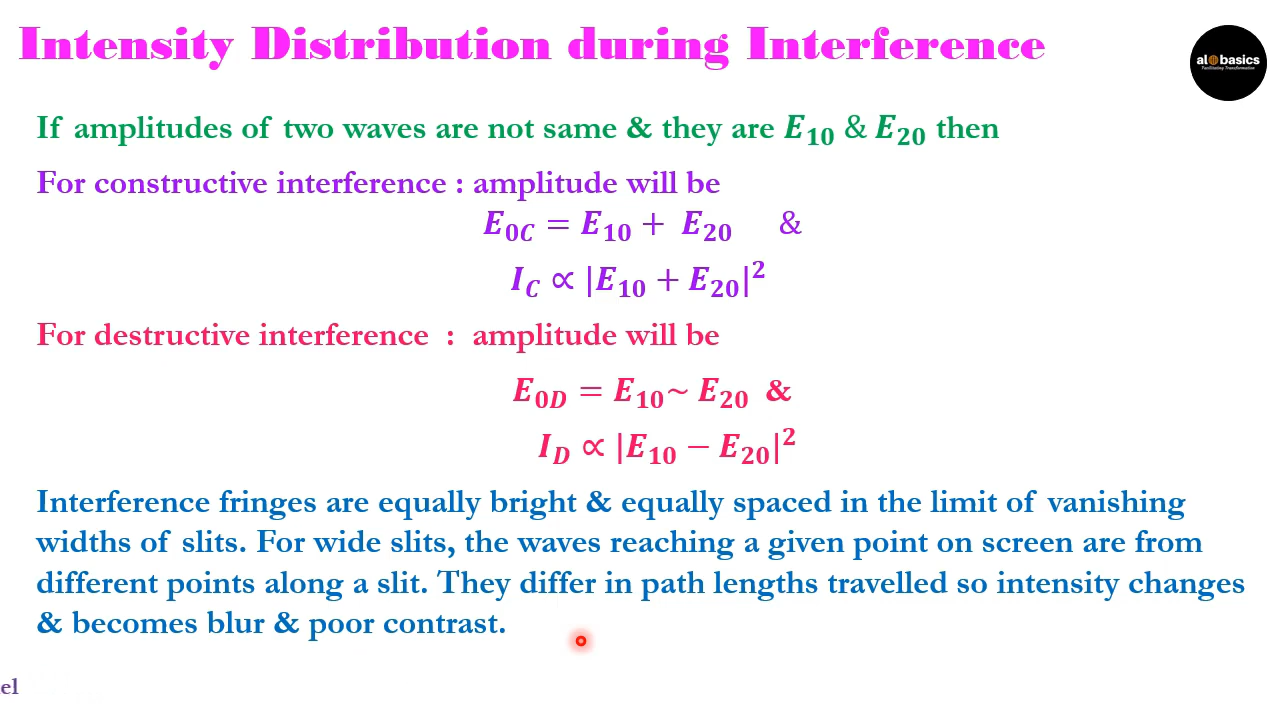 Intensity Distribution during Interference
al basics
Facilitating Transformation
If amplitudes of two waves are not same & they are E₁₀ & E₂₀ then
For constructive interference : amplitude will be
E₀C = E₁₀ + E₂₀ &
I_C ∝ |E₁₀ + E₂₀|²
For destructive interference : amplitude will be
E₀D = E₁₀~ E₂₀ &
I_D ∝ |E₁₀ − E₂₀|²
Interference fringes are equally bright & equally spaced in the limit of vanishing
widths of slits. For wide slits, the waves reaching a given point on screen are from
different points along a slit. They differ in path lengths travelled so intensity changes
& becomes blur & poor contrast.
el